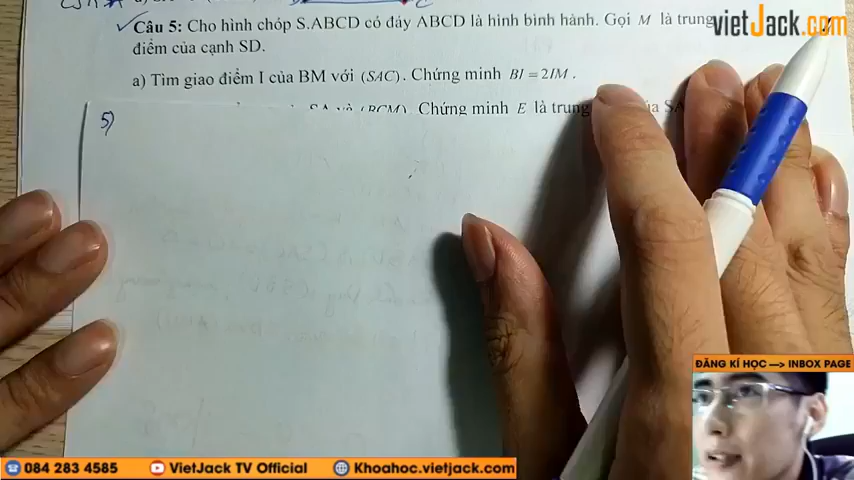 vietJack.com
Câu 5: Cho hình chóp S.ABCD có đáy ABCD là hình bình hành. Gọi M là trung
điểm của cạnh SD.
a) Tìm giao điểm I của BM với (SAC). Chứng minh BI = 2IM.
SA và (BCM) Chứng minh E là trung của SA
5)
ĐĂNG KÍ HỌC —> INBOX PAGE
084 283 4585 VietJack TV Official Khoahoc.vietjack.com